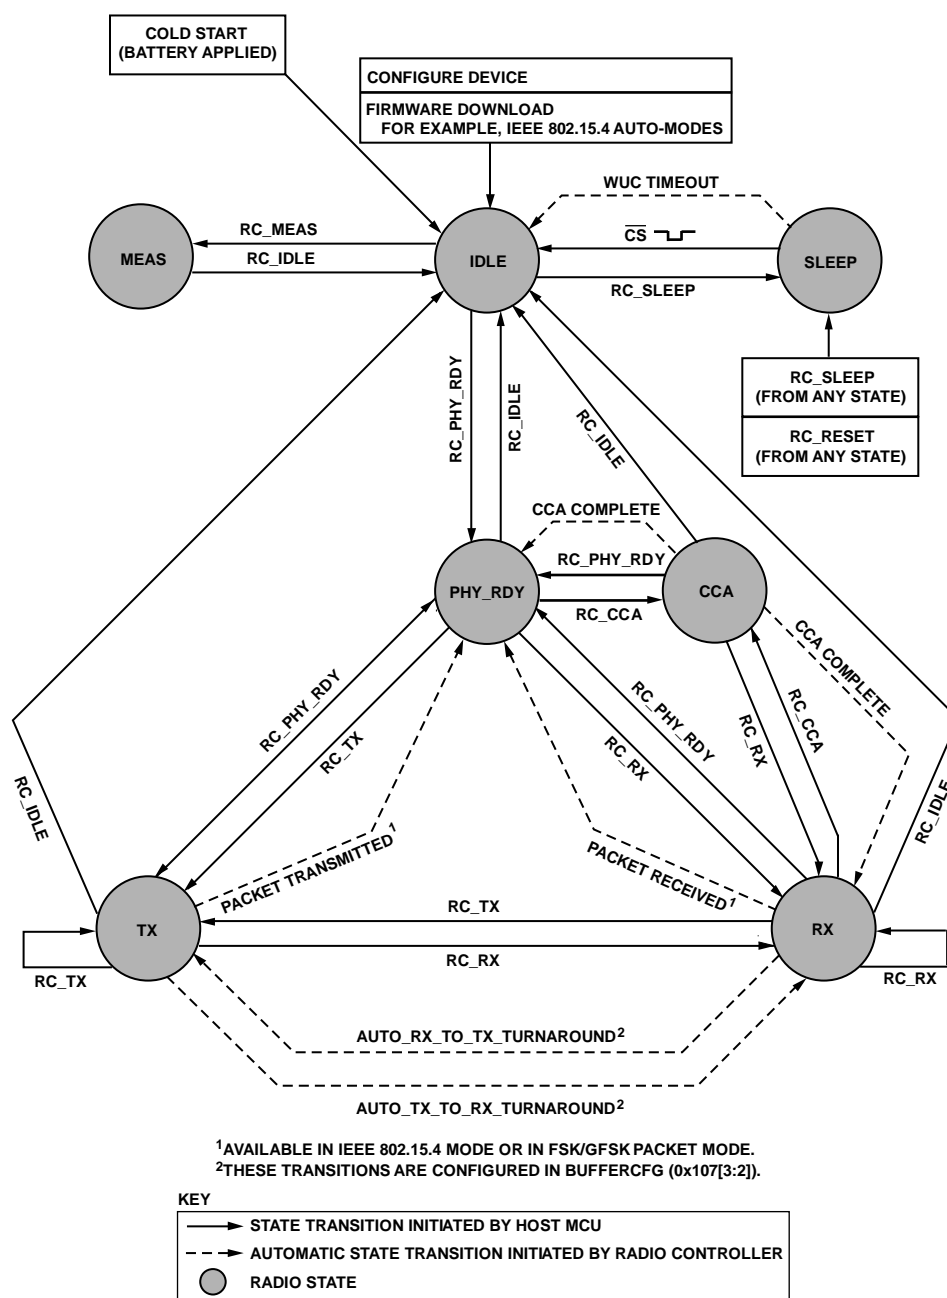 COLD START
(BATTERY APPLIED)
CONFIGURE DEVICE
FIRMWARE DOWNLOAD
FOR EXAMPLE, IEEE 802.15.4 AUTO-MODES
WUC TIMEOUT
RC_MEAS
CS
MEAS
IDLE
SLEEP
RC_IDLE
RC_SLEEP
RC_SLEEP
(FROM ANY STATE)
RC_RESET
(FROM ANY STATE)
RC_PHY_RDY
RC_IDLE
RC_IDLE
CCA COMPLETE
RC_PHY_RDY
PHY_RDY
CCA
RC_CCA
CCA COMPLETE
RC_PHY_RDY
RC_TX
RC_PHY_RDY
RC_RX
RC_RX
RC_CCA
RC_IDLE
RC_IDLE
PACKET TRANSMITTED1
PACKET RECEIVED1
RC_TX
TX
RX
RC_RX
RC_TX
RC_RX
AUTO_RX_TO_TX_TURNAROUND2
AUTO_TX_TO_RX_TURNAROUND2
1AVAILABLE IN IEEE 802.15.4 MODE OR IN FSK/GFSK PACKET MODE.
2THESE TRANSITIONS ARE CONFIGURED IN BUFFERCFG (0x107[3:2]).
KEY
STATE TRANSITION INITIATED BY HOST MCU
AUTOMATIC STATE TRANSITION INITIATED BY RADIO CONTROLLER
RADIO STATE